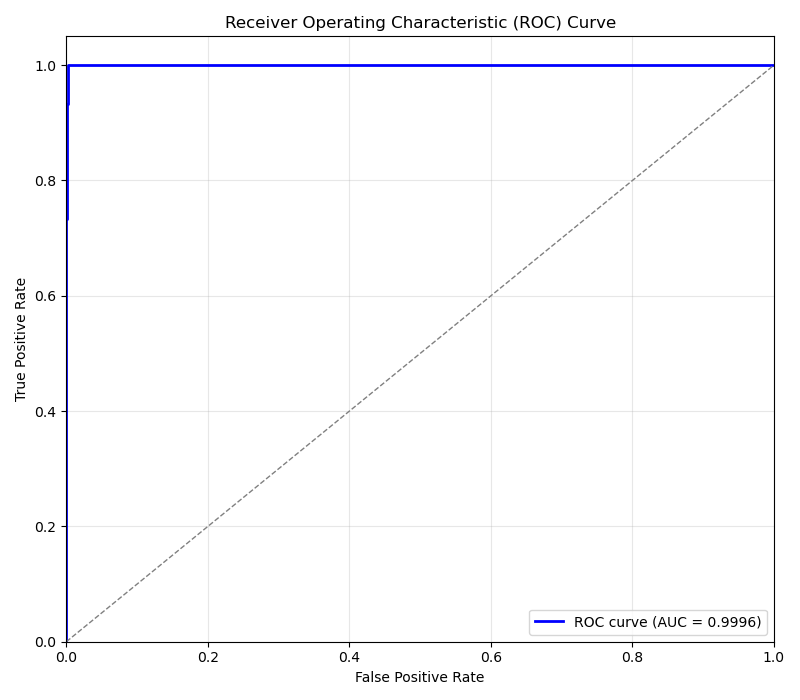 Receiver Operating Characteristic (ROC) Curve
1.0
0.8
0.6
0.4
0.2
0.0
True Positive Rate
0.0 0.2 0.4 0.6 0.8 1.0
False Positive Rate
ROC curve (AUC = 0.9996)